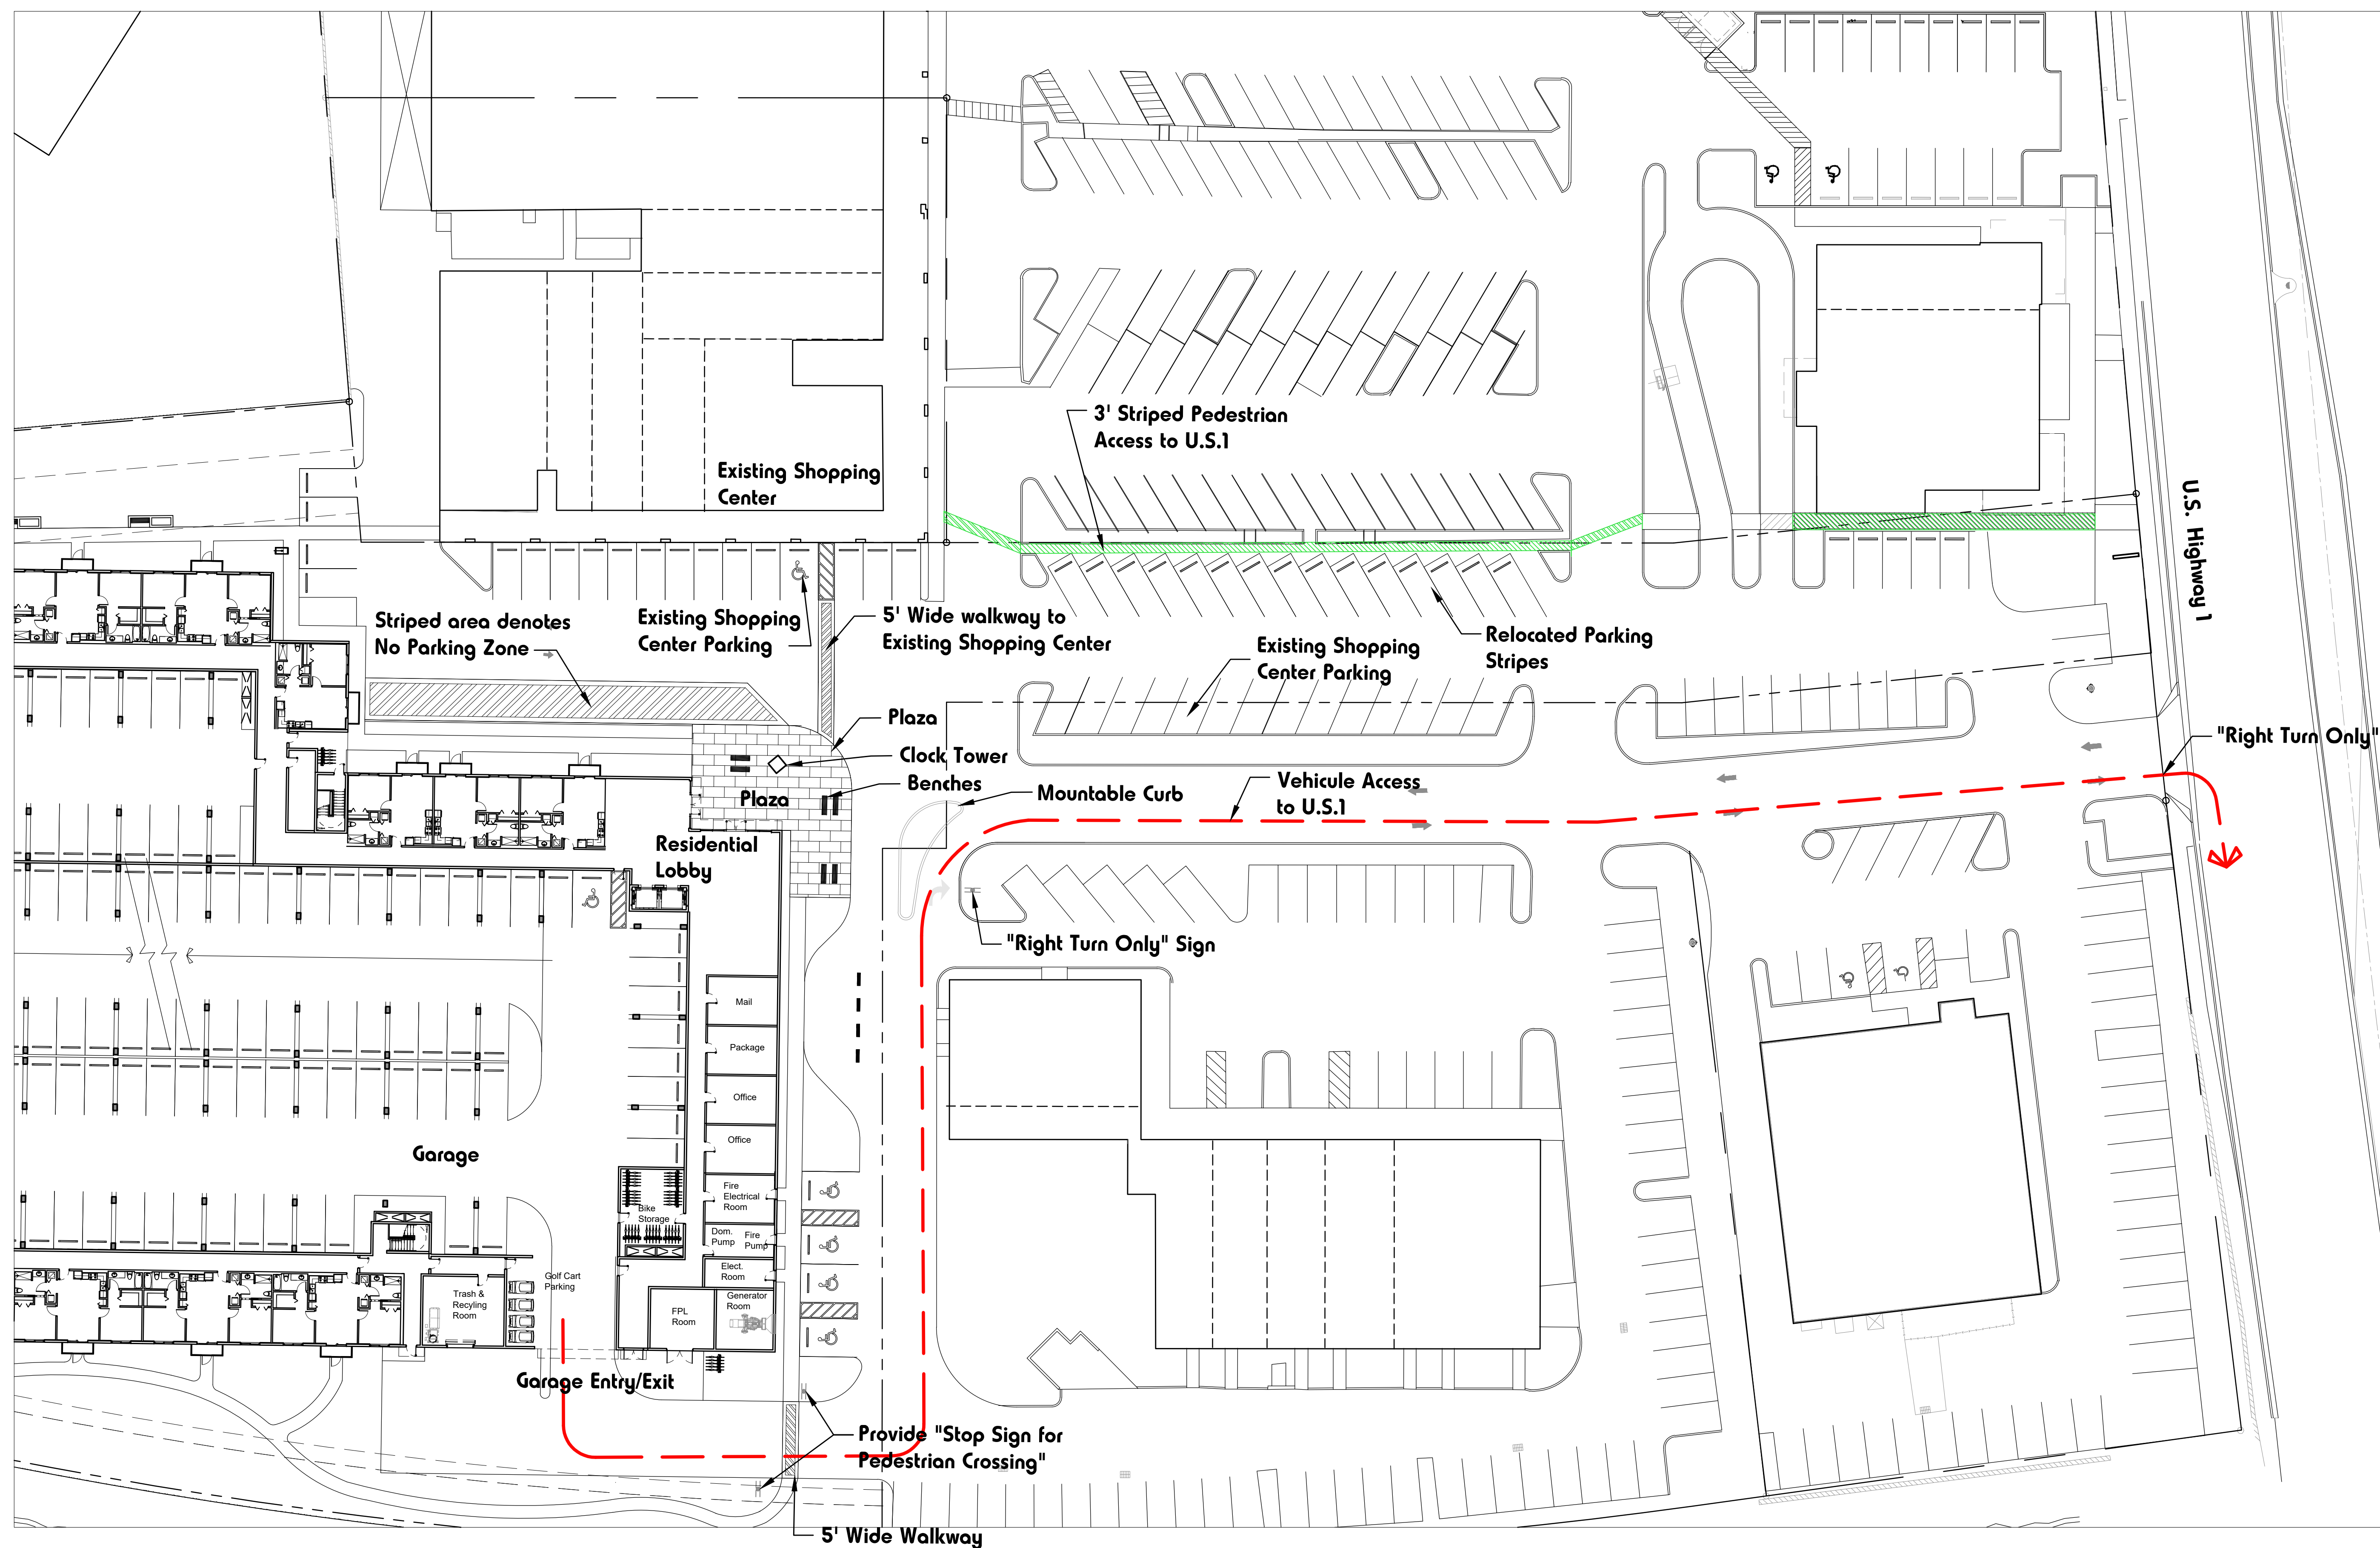 3' Striped Pedestrian
Access to U.S.1
Existing Shopping
Center
U.S. Highway 1
Striped area denotes
No Parking Zone
Existing Shopping
Center Parking
5' Wide walkway to
Existing Shopping Center
Existing Shopping
Center Parking
Relocated Parking
Stripes
Plaza
Clock Tower
Benches
Plaza
Mountable Curb
Vehicule Access
to U.S.1
"Right Turn Only"
Residential
Lobby
"Right Turn Only" Sign
Mail
Package
Office
Office
Garage
Fire
Electrical
Room
Bike
Storage
Dom.
Pump
Fire
Pump
Elect.
Room
Golf Cart
Parking
Trash &
Recyling
Room
FPL
Room
Generator
Room
Garage Entry/Exit
Provide "Stop Sign for
Pedestrian Crossing"
5' Wide Walkway